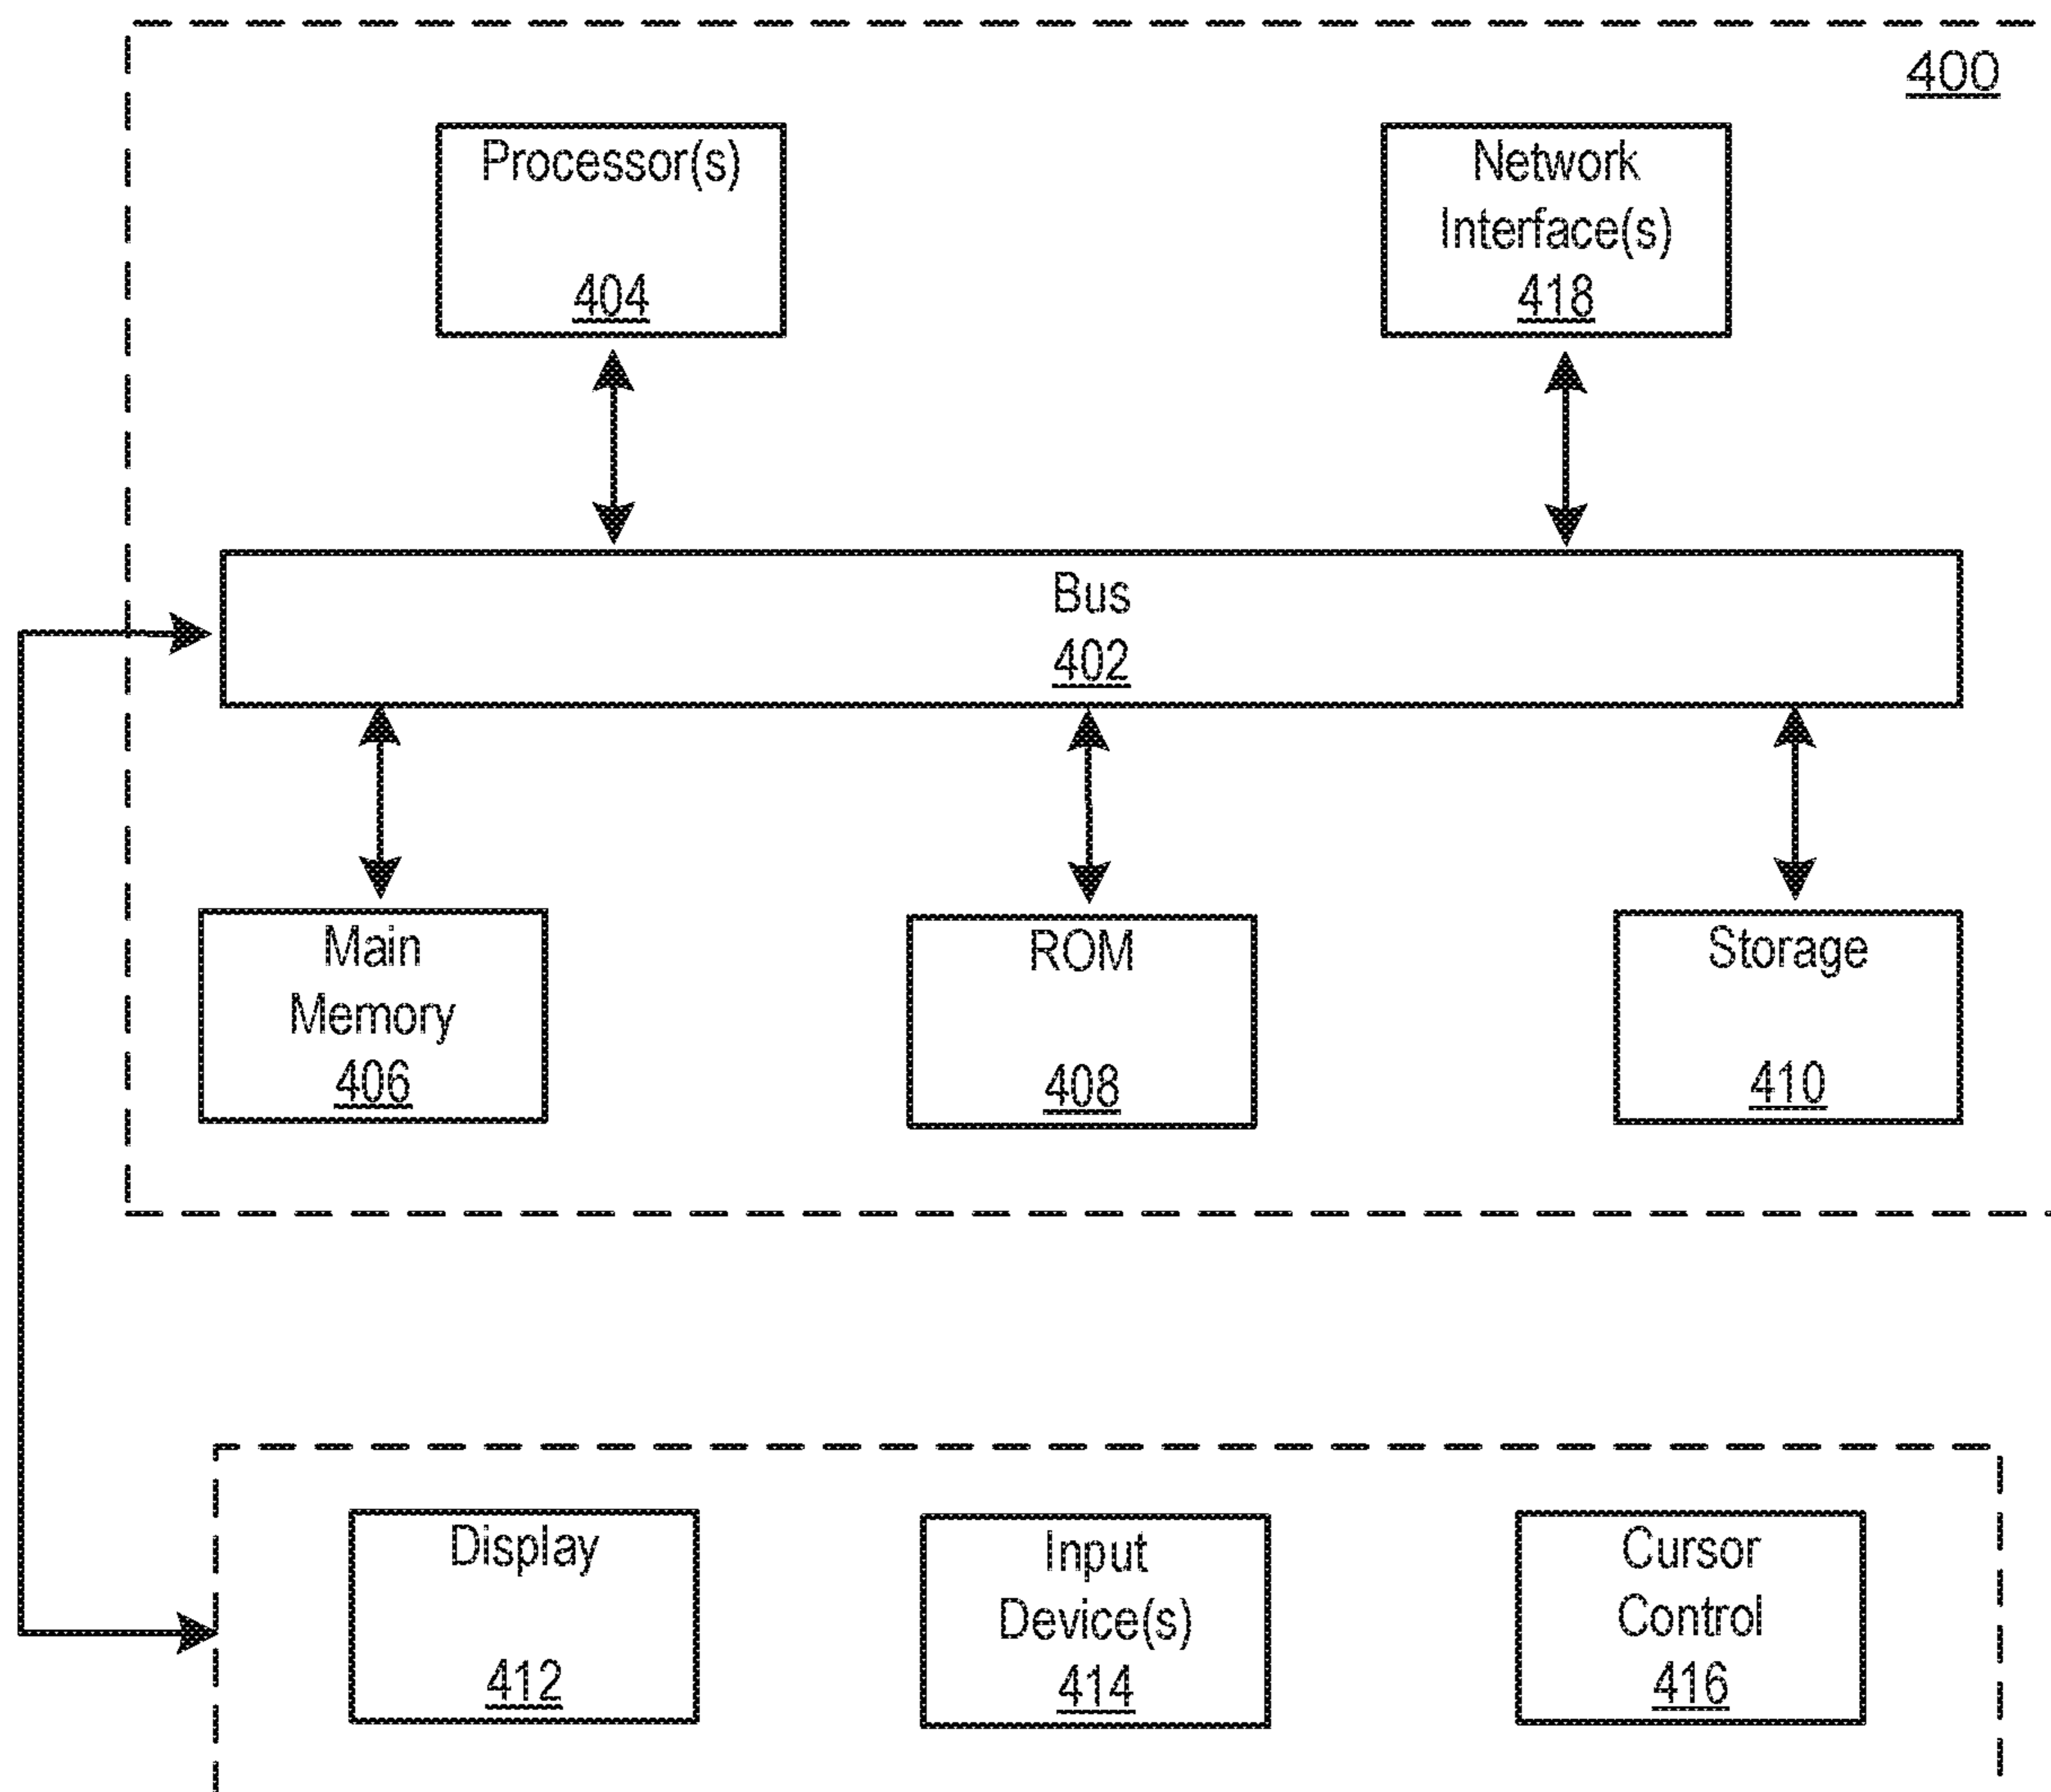 400
Processor(s)
404
Network
Interface(s)
418
Bus
402
Main
Memory
406
ROM
408
Storage
410
Display
412
Input
Device(s)
414
Cursor
Control
416